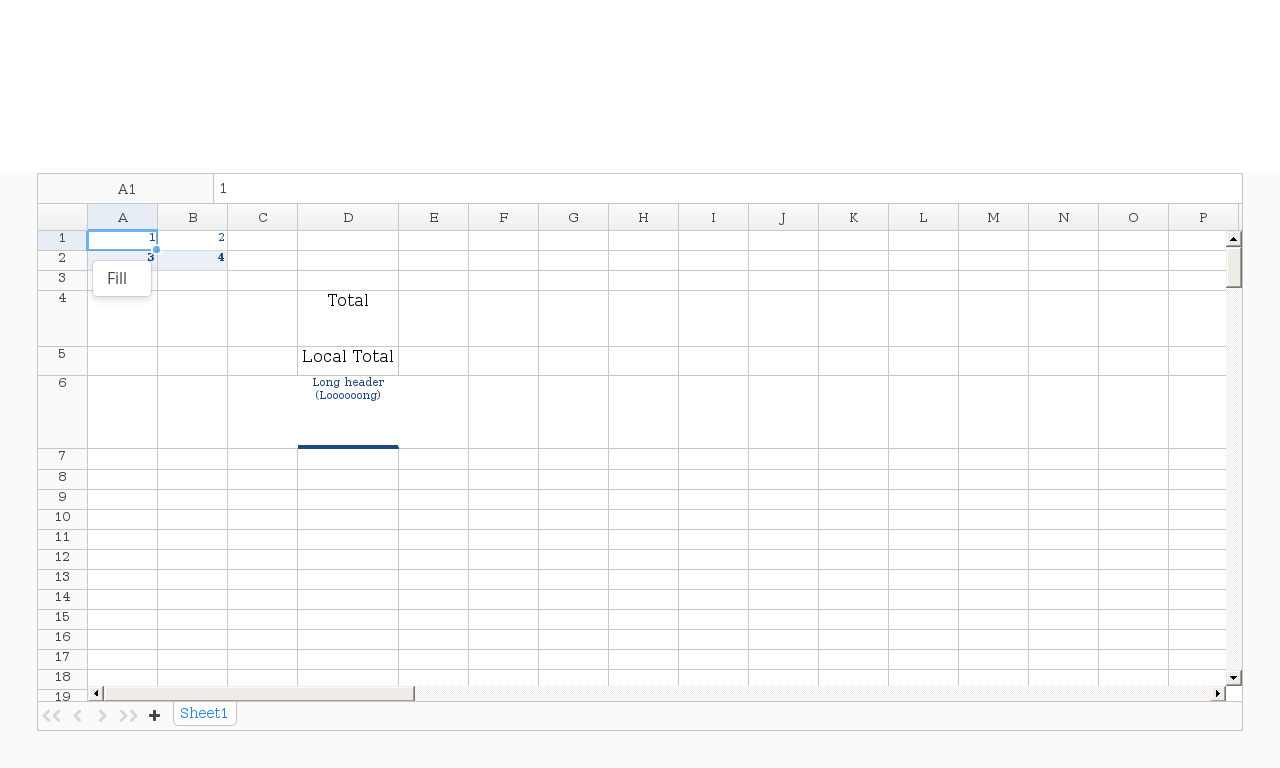 A1 1
A B C D E F G H I J K L M N O P
1 1 2
2 3 4
3
Fill
4 Total
5 Local Total
6 Long header
(Loooooong)
7
8
9
10
11
12
13
14
15
16
17
18
19
Sheet1